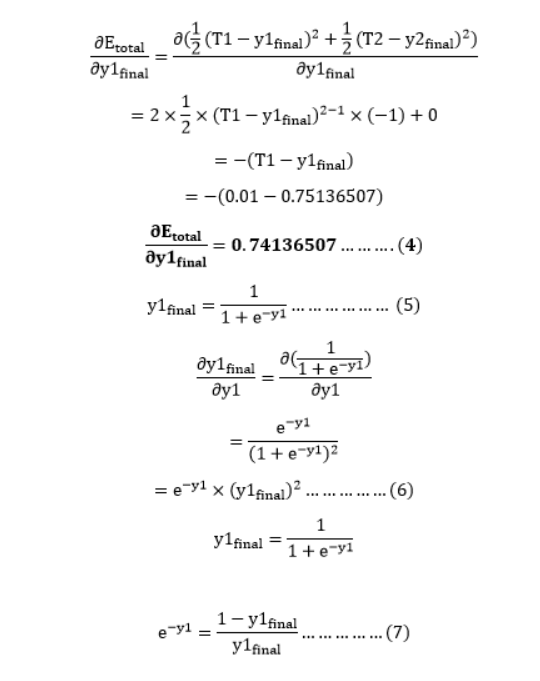 ∂E_total/∂y1_final = ∂(1/2(T1 − y1_final)² + 1/2(T2 − y2_final)²)/∂y1_final
= 2 × 1/2 × (T1 − y1_final)²⁻¹ × (−1) + 0
= −(T1 − y1_final)
= −(0.01 − 0.75136507)
∂E_total/∂y1_final = 0.74136507 ... ... .... (4)
y1_final = 1/(1 + e^−y1) ... ... ... ... ... ... (5)
∂y1_final/∂y1 = ∂(1/(1 + e^−y1))/∂y1
= e^−y1/(1 + e^−y1)²
= e^−y1 × (y1_final)² ... ... ... ... ... (6)
y1_final = 1/(1 + e^−y1)
e^−y1 = (1 − y1_final)/y1_final ... ... ... ... ... (7)